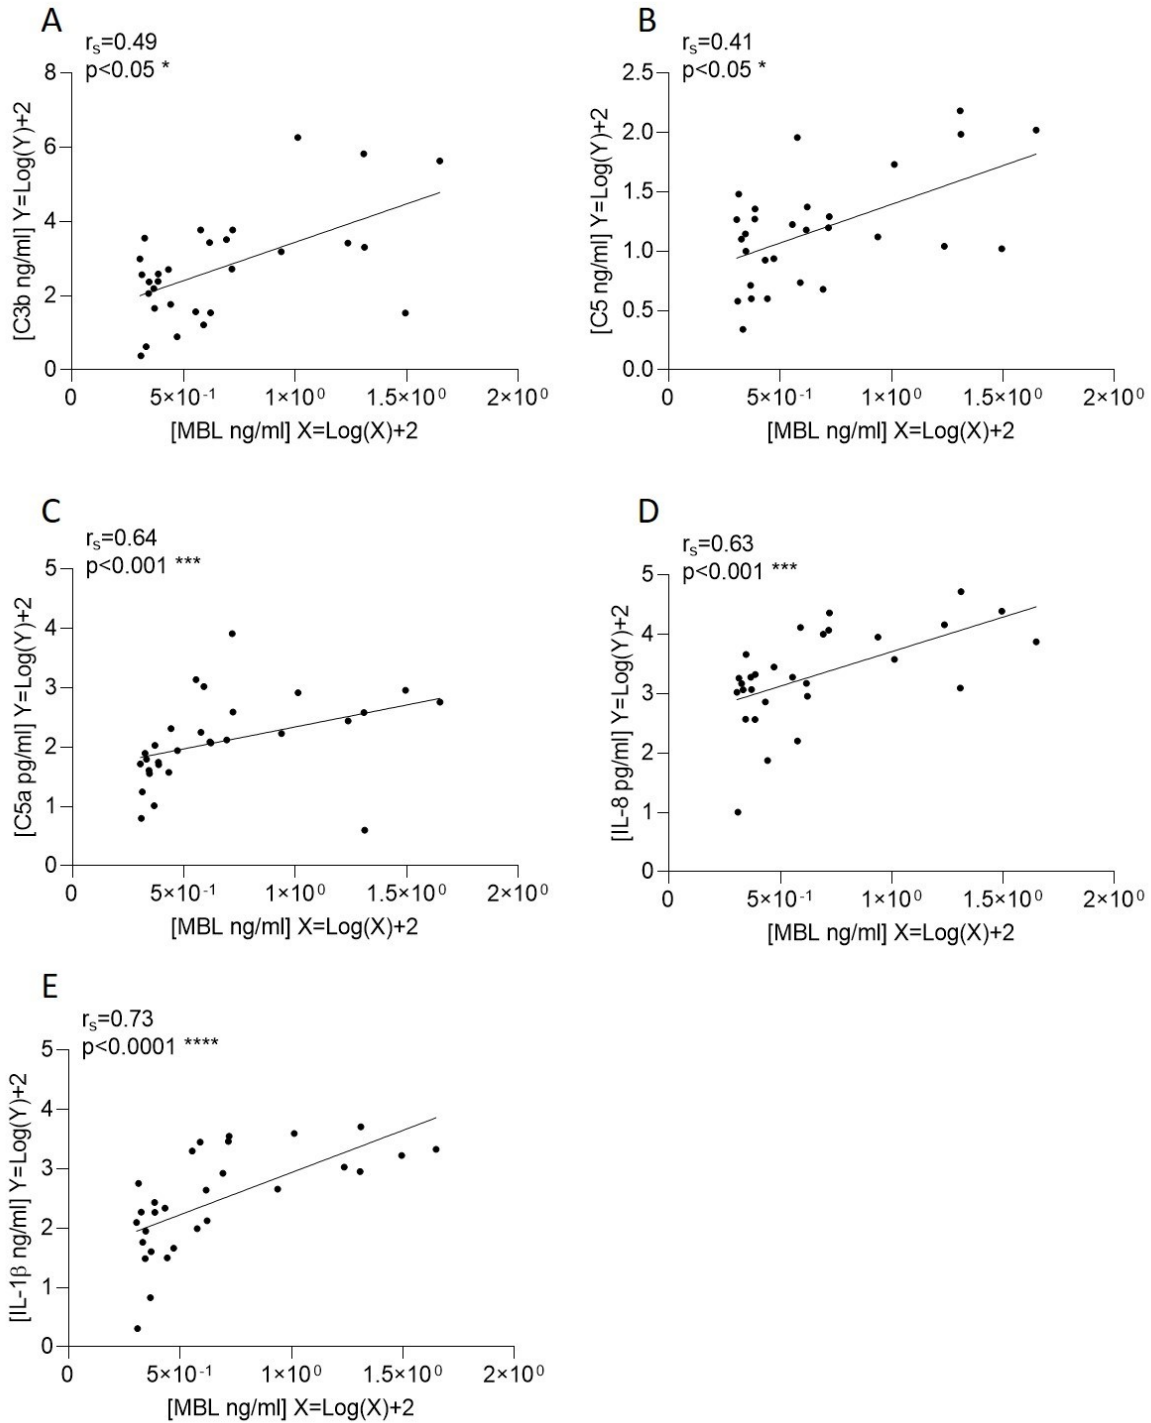 A
rₛ=0.49
p<0.05 *
8
6
4
2
0
[C3b ng/ml] Y=Log(Y)+2
0 5×10⁻¹ 1×10⁰ 1.5×10⁰ 2×10⁰
[MBL ng/ml] X=Log(X)+2
B
rₛ=0.41
p<0.05 *
2.5
2.0
1.5
1.0
0.5
0.0
[C5 ng/ml] Y=Log(Y)+2
0 5×10⁻¹ 1×10⁰ 1.5×10⁰ 2×10⁰
[MBL ng/ml] X=Log(X)+2
C
rₛ=0.64
p<0.001 ***
5
4
3
2
1
0
[C5a pg/ml] Y=Log(Y)+2
0 5×10⁻¹ 1×10⁰ 1.5×10⁰ 2×10⁰
[MBL ng/ml] X=Log(X)+2
D
rₛ=0.63
p<0.001 ***
5
4
3
2
1
0
[IL-8 pg/ml] Y=Log(Y)+2
0 5×10⁻¹ 1×10⁰ 1.5×10⁰ 2×10⁰
[MBL ng/ml] X=Log(X)+2
E
rₛ=0.73
p<0.0001 ****
5
4
3
2
1
0
[IL-1β ng/ml] Y=Log(Y)+2
0 5×10⁻¹ 1×10⁰ 1.5×10⁰ 2×10⁰
[MBL ng/ml] X=Log(X)+2